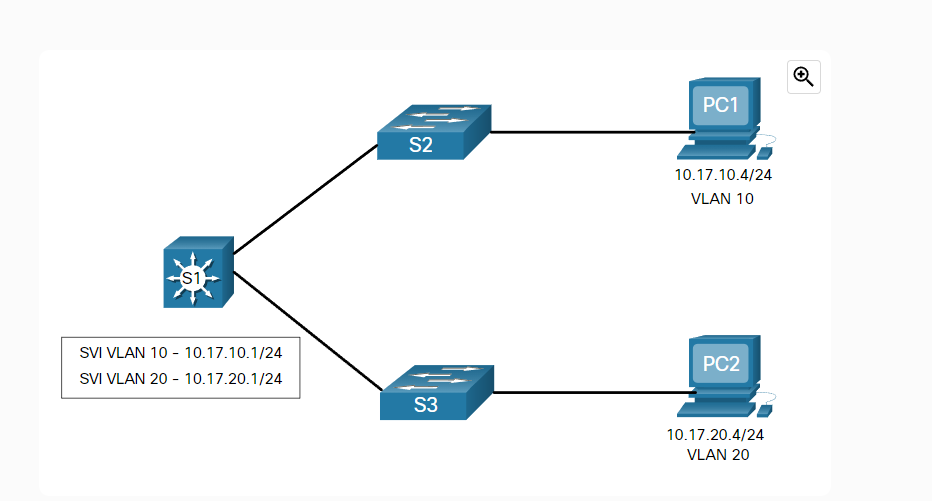 PC1
S2
10.17.10.4/24
VLAN 10
S1
SVI VLAN 10 - 10.17.10.1/24
SVI VLAN 20 - 10.17.20.1/24
PC2
S3
10.17.20.4/24
VLAN 20